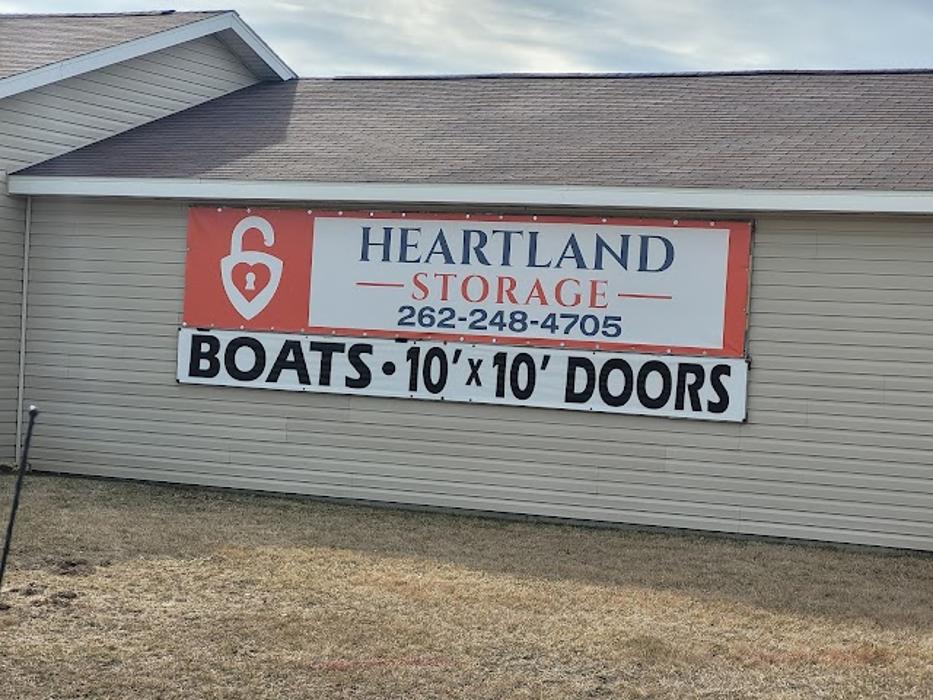 HEARTLAND
STORAGE
262-248-4705
BOATS • 10' x 10' DOORS